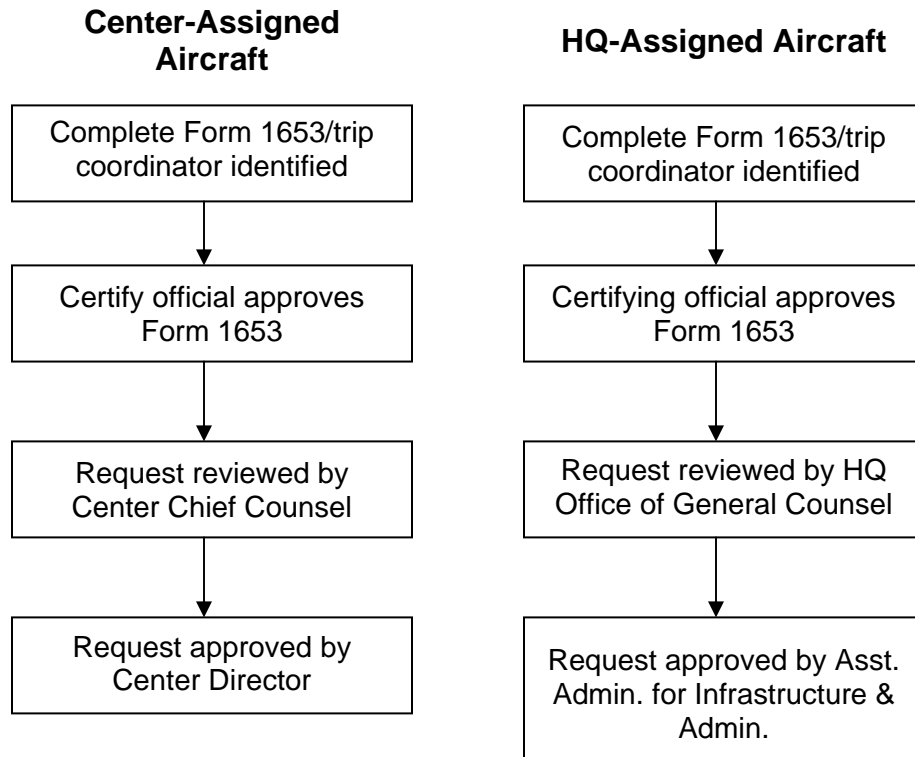 Center-Assigned
Aircraft
Complete Form 1653/trip
coordinator identified
Certify official approves
Form 1653
Request reviewed by
Center Chief Counsel
Request approved by
Center Director
HQ-Assigned Aircraft
Complete Form 1653/trip
coordinator identified
Certifying official approves
Form 1653
Request reviewed by HQ
Office of General Counsel
Request approved by Asst.
Admin. for Infrastructure &
Admin.